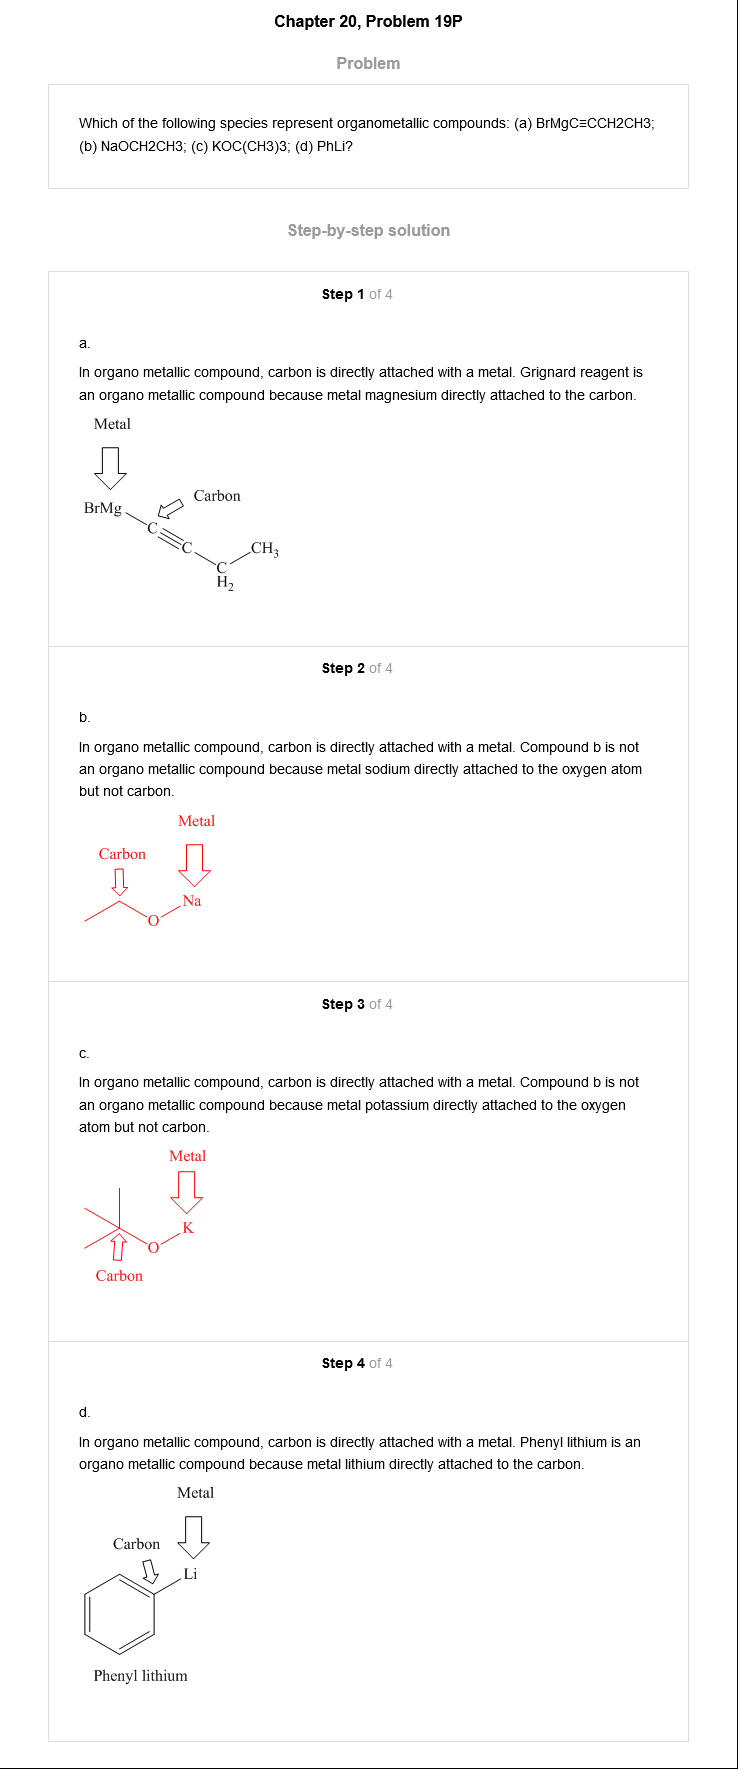 Chapter 20, Problem 19P
Problem
Which of the following species represent organometallic compounds: (a) BrMgC≡CCH2CH3;
(b) NaOCH2CH3; (c) KOC(CH3)3; (d) PhLi?
Step-by-step solution
Step 1 of 4
a.
In organo metallic compound, carbon is directly attached with a metal. Grignard reagent is
an organo metallic compound because metal magnesium directly attached to the carbon.
Metal
Carbon
BrMg
C
C
CH3
C
H2
Step 2 of 4
b.
In organo metallic compound, carbon is directly attached with a metal. Compound b is not
an organo metallic compound because metal sodium directly attached to the oxygen atom
but not carbon.
Metal
Carbon
Na
O
Step 3 of 4
c.
In organo metallic compound, carbon is directly attached with a metal. Compound b is not
an organo metallic compound because metal potassium directly attached to the oxygen
atom but not carbon.
Metal
K
O
Carbon
Step 4 of 4
d.
In organo metallic compound, carbon is directly attached with a metal. Phenyl lithium is an
organo metallic compound because metal lithium directly attached to the carbon.
Metal
Carbon
Li
Phenyl lithium